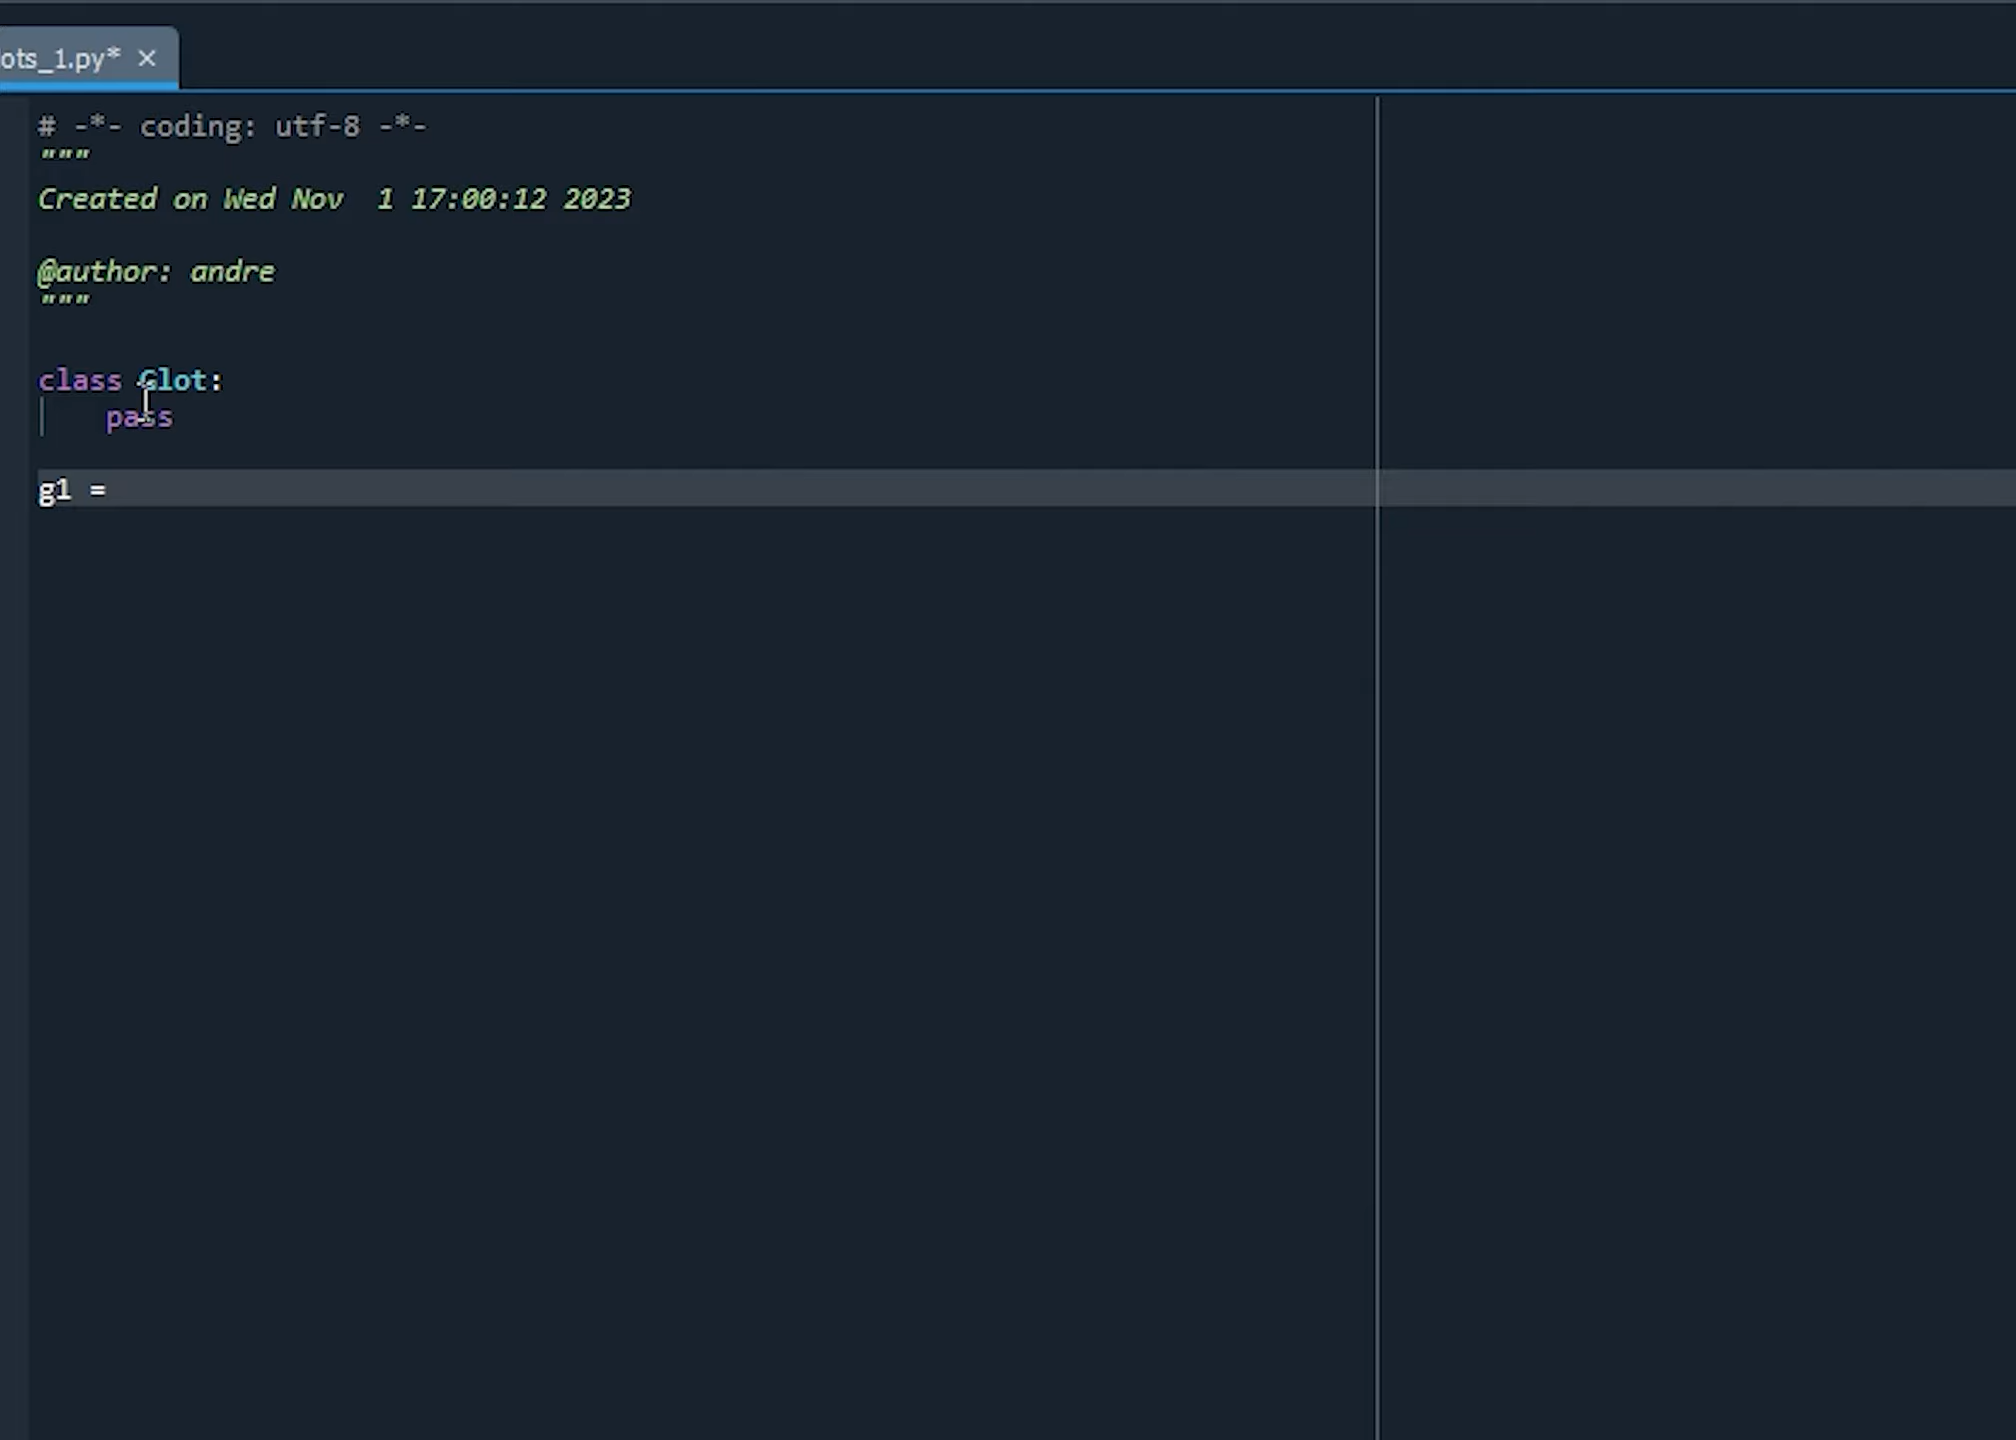 ots_1.py*
# -*- coding: utf-8 -*-
"""
Created on Wed Nov  1 17:00:12 2023
@author: andre
"""
class Glot:
    pass
g1 =